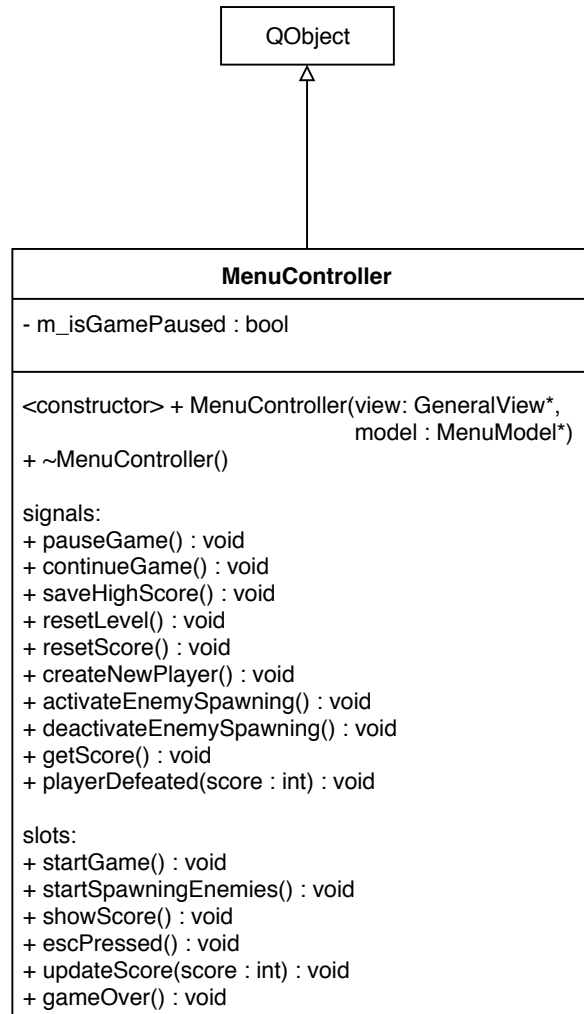 QObject
MenuController
- m_isGamePaused : bool
<constructor> + MenuController(view: GeneralView*,
model : MenuModel*)
+ ~MenuController()
signals:
+ pauseGame() : void
+ continueGame() : void
+ saveHighScore() : void
+ resetLevel() : void
+ resetScore() : void
+ createNewPlayer() : void
+ activateEnemySpawning() : void
+ deactivateEnemySpawning() : void
+ getScore() : void
+ playerDefeated(score : int) : void
slots:
+ startGame() : void
+ startSpawningEnemies() : void
+ showScore() : void
+ escPressed() : void
+ updateScore(score : int) : void
+ gameOver() : void